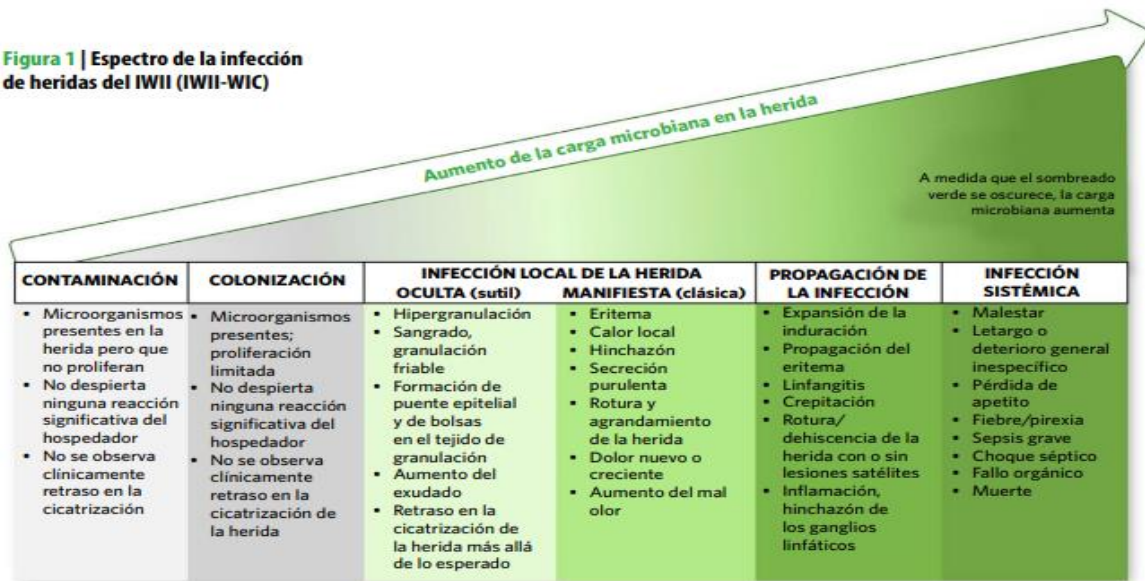 Figura 1 | Espectro de la infección
de heridas del IWII (IWII-WIC)
Aumento de la carga microbiana en la herida
A medida que el sombreado
verde se oscurece, la carga
microbiana aumenta
CONTAMINACIÓN
• Microorganismos
presentes en la
herida pero que
no proliferan
• No despierta
ninguna reacción
significativa del
hospedador
• No se observa
clínicamente
retraso en la
cicatrización
COLONIZACIÓN
• Microorganismos
presentes;
proliferación
limitada
• No despierta
ninguna reacción
significativa del
hospedador
• No se observa
clínicamente
retraso en la
cicatrización de
la herida
INFECCIÓN LOCAL DE LA HERIDA
OCULTA (sutil)
• Hipergranulación
• Sangrado,
granulación
friable
• Formación de
puente epitelial
y de bolsas
en el tejido de
granulación
• Aumento del
exudado
• Retraso en la
cicatrización de
la herida más allá
de lo esperado
MANIFIESTA (clásica)
• Eritema
• Calor local
• Hinchazón
• Secreción
purulenta
• Rotura y
agrandamiento
de la herida
• Dolor nuevo o
creciente
• Aumento del mal
olor
PROPAGACIÓN DE
LA INFECCIÓN
• Expansión de la
induración
• Propagación del
eritema
• Linfangitis
• Crepitación
• Rotura/
dehiscencia de la
herida con o sin
lesiones satélites
• Inflamación,
hinchazón de
los ganglios
linfáticos
INFECCIÓN
SISTÉMICA
• Malestar
• Letargo o
deterioro general
inespecífico
• Pérdida de
apetito
• Fiebre/pirexia
• Sepsis grave
• Choque séptico
• Fallo orgánico
• Muerte